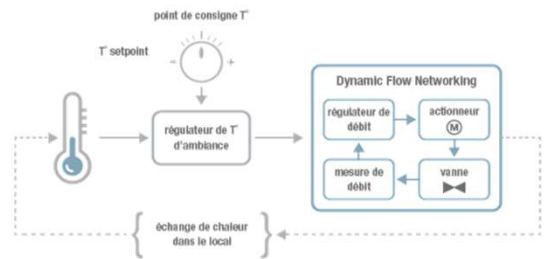 point de consigne T°
T° setpoint
- +
régulateur de T°
d'ambiance
Dynamic Flow Networking
régulateur de
débit
actionneur
M
mesure de
débit
vanne
échange de chaleur
dans le local